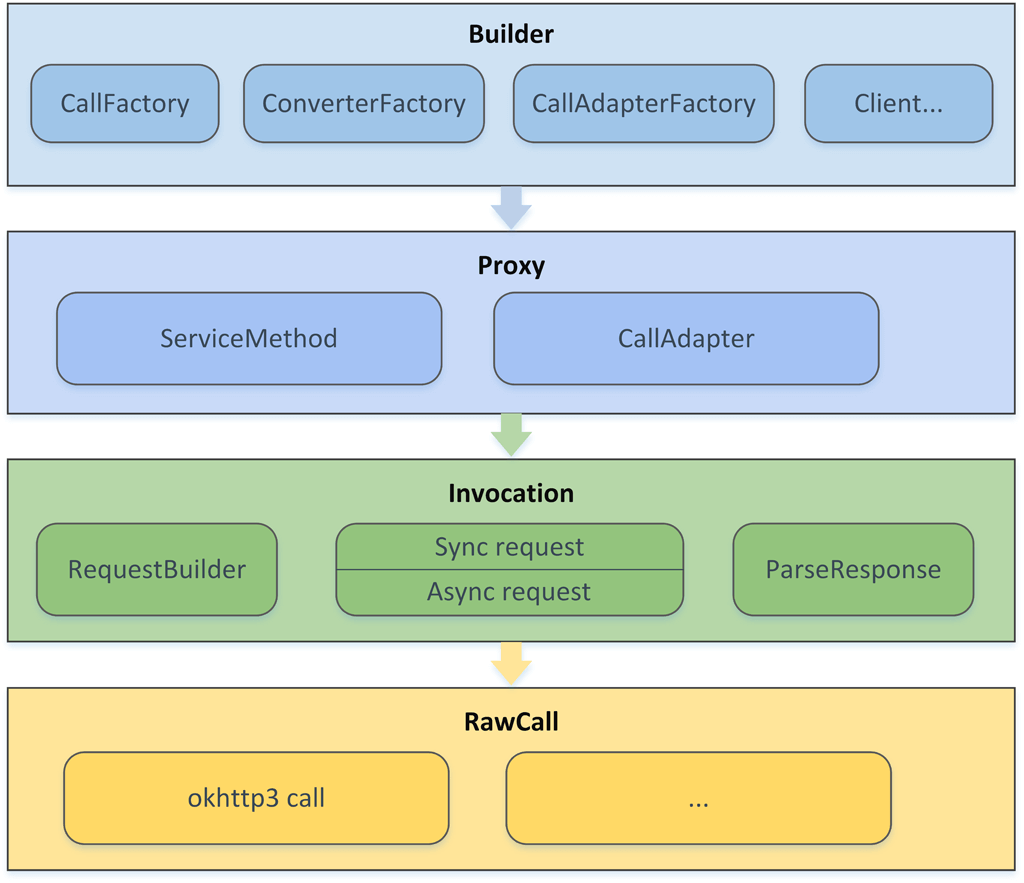 Builder
CallFactory
ConverterFactory
CallAdapterFactory
Client...
Proxy
ServiceMethod
CallAdapter
Invocation
RequestBuilder
Sync request
Async request
ParseResponse
RawCall
okhttp3 call
...